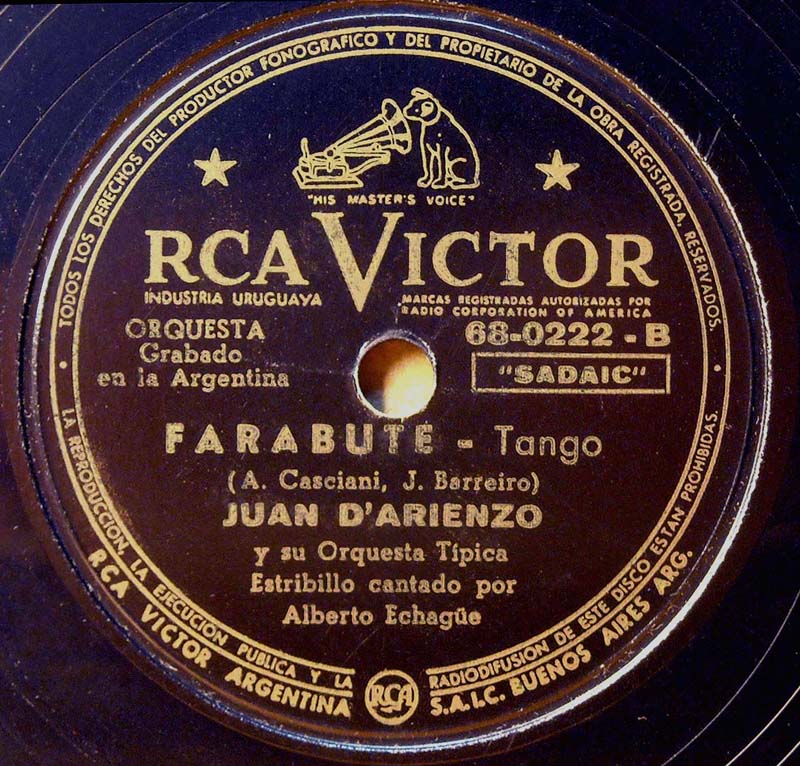 TODOS LOS DERECHOS DEL PRODUCTOR FONOGRAFICO Y DEL PROPIETARIO DE LA OBRA REGISTRADA, RESERVADOS.
"HIS MASTER'S VOICE"
RCA VICTOR
INDUSTRIA URUGUAYA
MARCAS REGISTRADAS AUTORIZADAS POR
RADIO CORPORATION OF AMERICA
ORQUESTA
Grabado
en la Argentina
68-0222 - B
"SADAIC"
FARABUTE - Tango
(A. Casciani, J. Barreiro)
JUAN D'ARIENZO
y su Orquesta Típica
Estribillo cantado por
Alberto Echagüe
LA REPRODUCCION, LA EJECUCION PUBLICA Y LA RADIODIFUSION DE ESTE DISCO ESTAN PROHIBIDAS.
RCA VICTOR ARGENTINA S.A.I.C. BUENOS AIRES ARG.
RCA